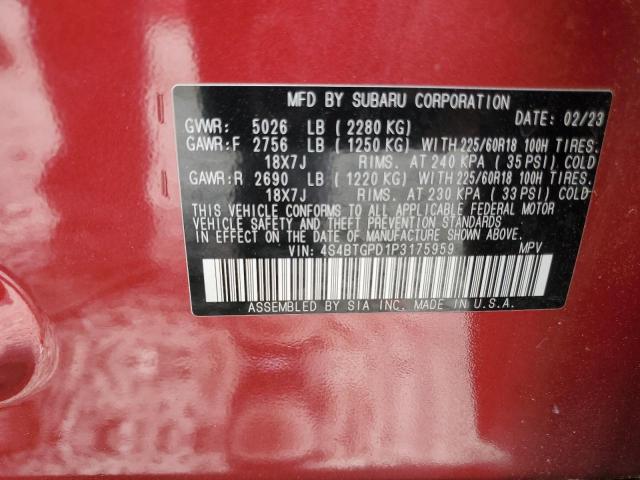 MFD BY SUBARU CORPORATION
DATE: 02/23
GVWR: 5026 LB (2280 KG)
GAWR:F 2756 LB (1250 KG) WITH 225/60R18 100H TIRES.
18X7J RIMS. AT 240 KPA (35 PSI) COLD
GAWR:R 2690 LB (1220 KG) WITH 225/60R18 100H TIRES.
18X7J RIMS. AT 230 KPA (33 PSI) COLD
THIS VEHICLE CONFORMS TO ALL APPLICABLE FEDERAL MOTOR
VEHICLE SAFETY AND THEFT PREVENTION STANDARDS
IN EFFECT ON THE DATE OF MANUFACTURE SHOWN ABOVE.
VIN: 4S4BTGPD1P3175959 MPV
ASSEMBLED BY SIA INC. MADE IN U.S.A.